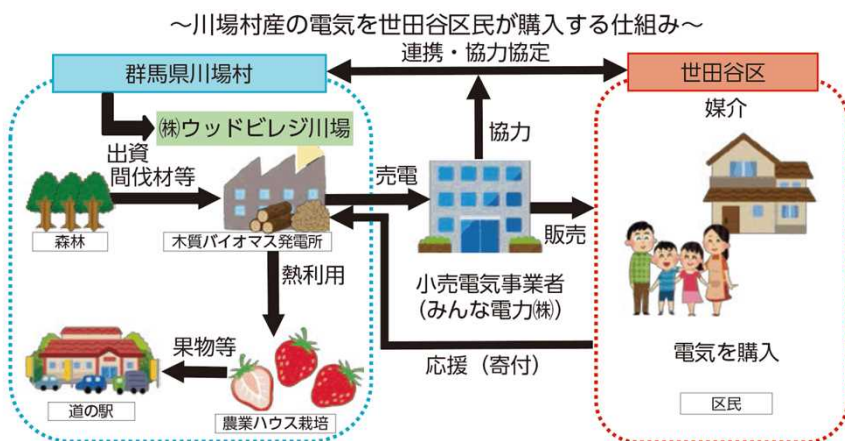 ～川場村産の電気を世田谷区民が購入する仕組み～
連携・協力協定
群馬県川場村
世田谷区
㈱ウッドビレジ川場
出資
間伐材等
森林
木質バイオマス発電所
売電
協力
媒介
販売
小売電気事業者
(みんな電力㈱)
熱利用
果物等
道の駅
農業ハウス栽培
応援（寄付）
電気を購入
区民